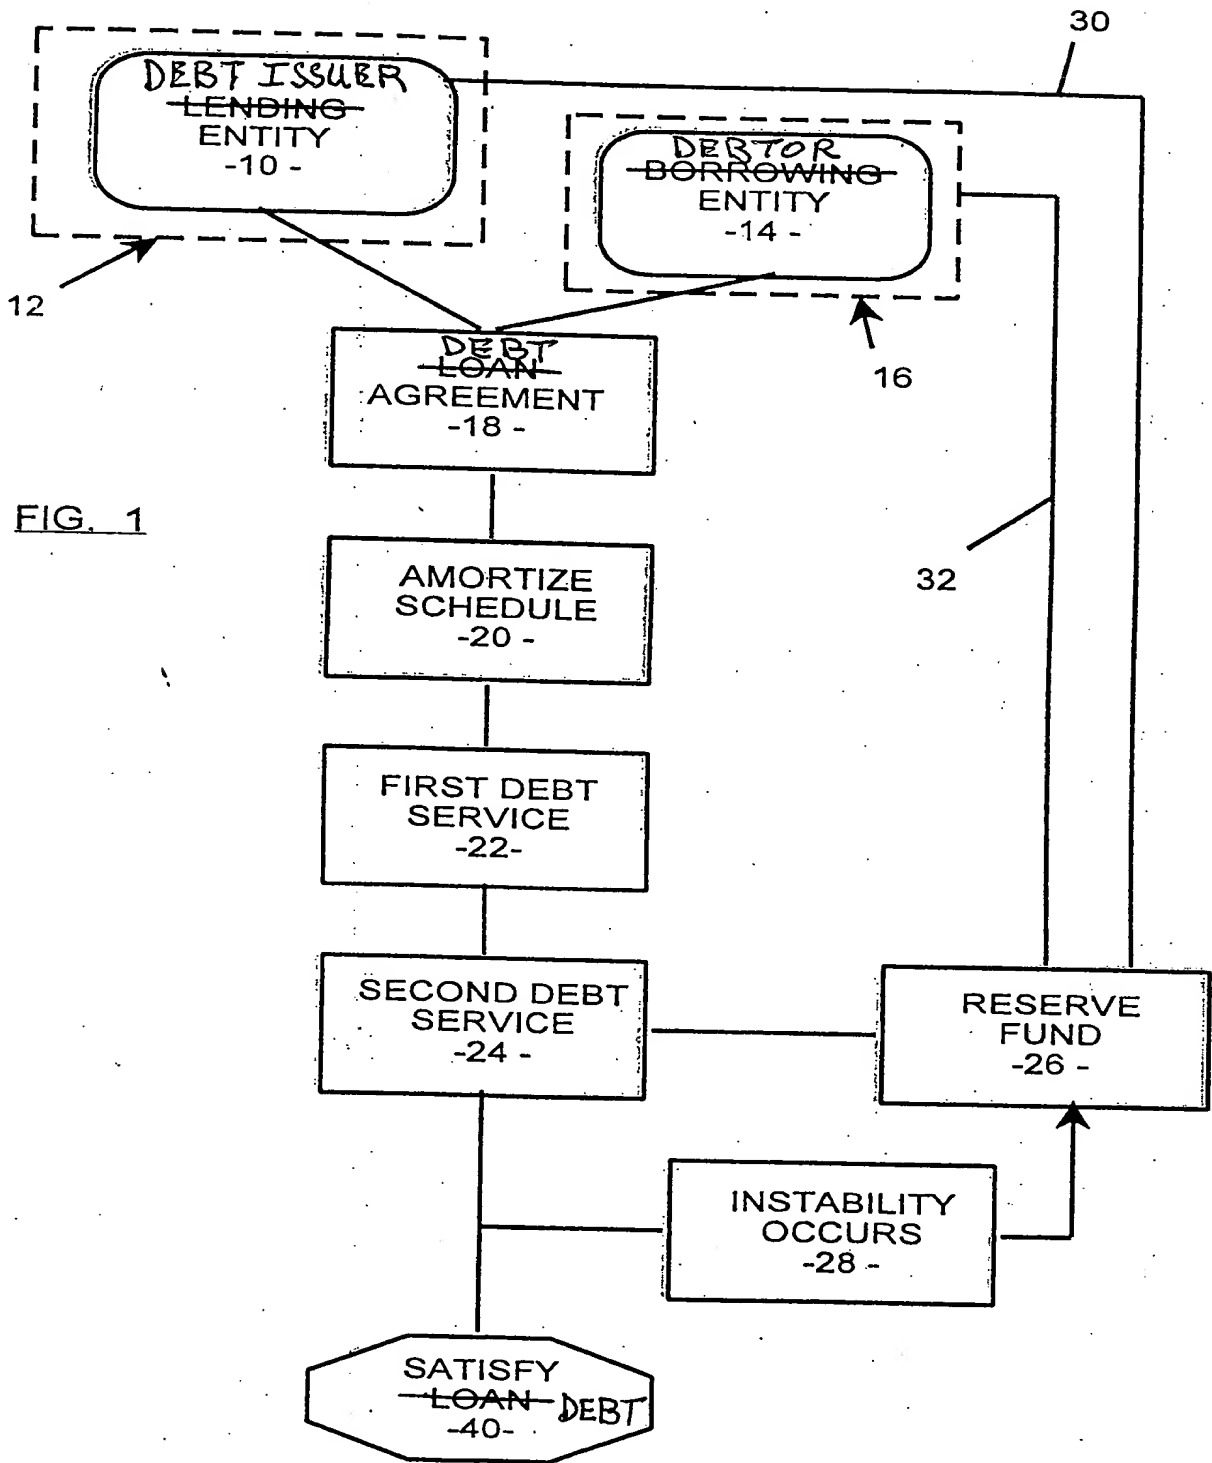 30
DEBT ISSUER
LENDING
ENTITY
-10 -
DEBTOR
BORROWING
ENTITY
-14 -
12
16
DEBT
LOAN
AGREEMENT
-18 -
FIG. 1
32
AMORTIZE
SCHEDULE
-20 -
FIRST DEBT
SERVICE
-22-
SECOND DEBT
SERVICE
-24 -
RESERVE
FUND
-26 -
INSTABILITY
OCCURS
-28 -
SATISFY
LOAN DEBT
-40-